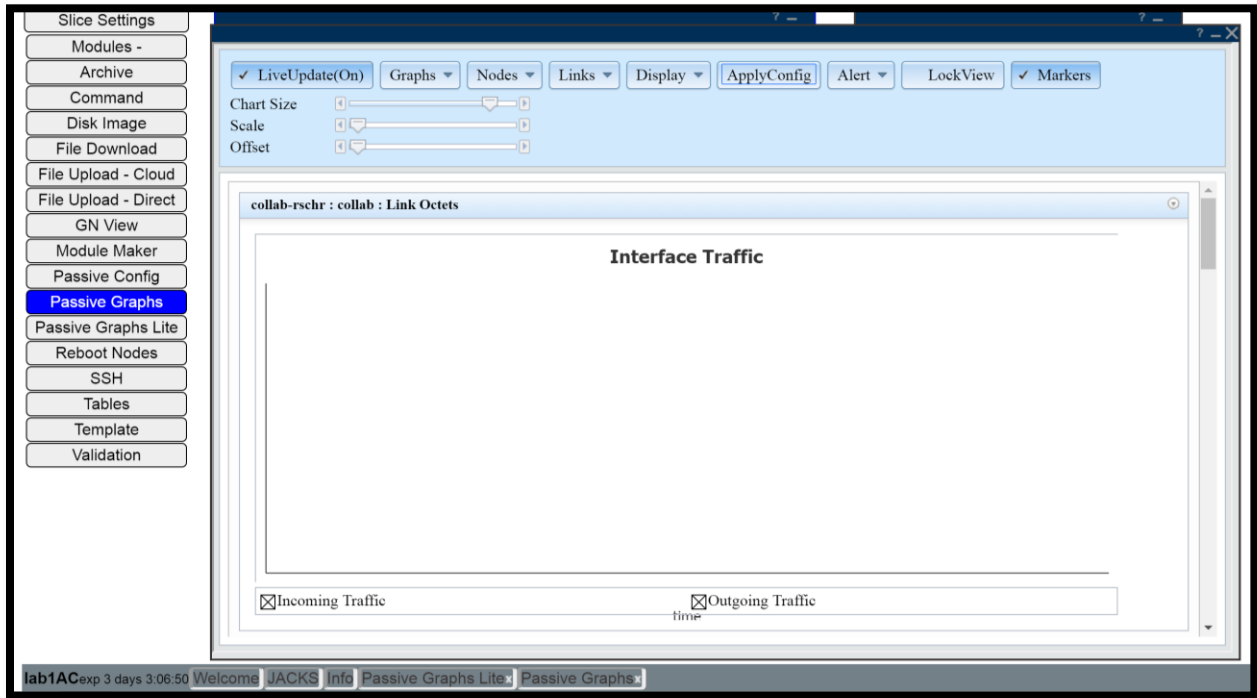 Slice Settings
Modules -
Archive
Command
Disk Image
File Download
File Upload - Cloud
File Upload - Direct
GN View
Module Maker
Passive Config
Passive Graphs
Passive Graphs Lite
Reboot Nodes
SSH
Tables
Template
Validation
LiveUpdate(On) Graphs Nodes Links Display ApplyConfig Alert LockView Markers
Chart Size
Scale
Offset
collab-rschr : collab : Link Octets
Interface Traffic
Incoming Traffic Outgoing Traffic
time
lab1ACexp 3 days 3:06:50 Welcome JACKS Info Passive Graphs Litex Passive Graphsx